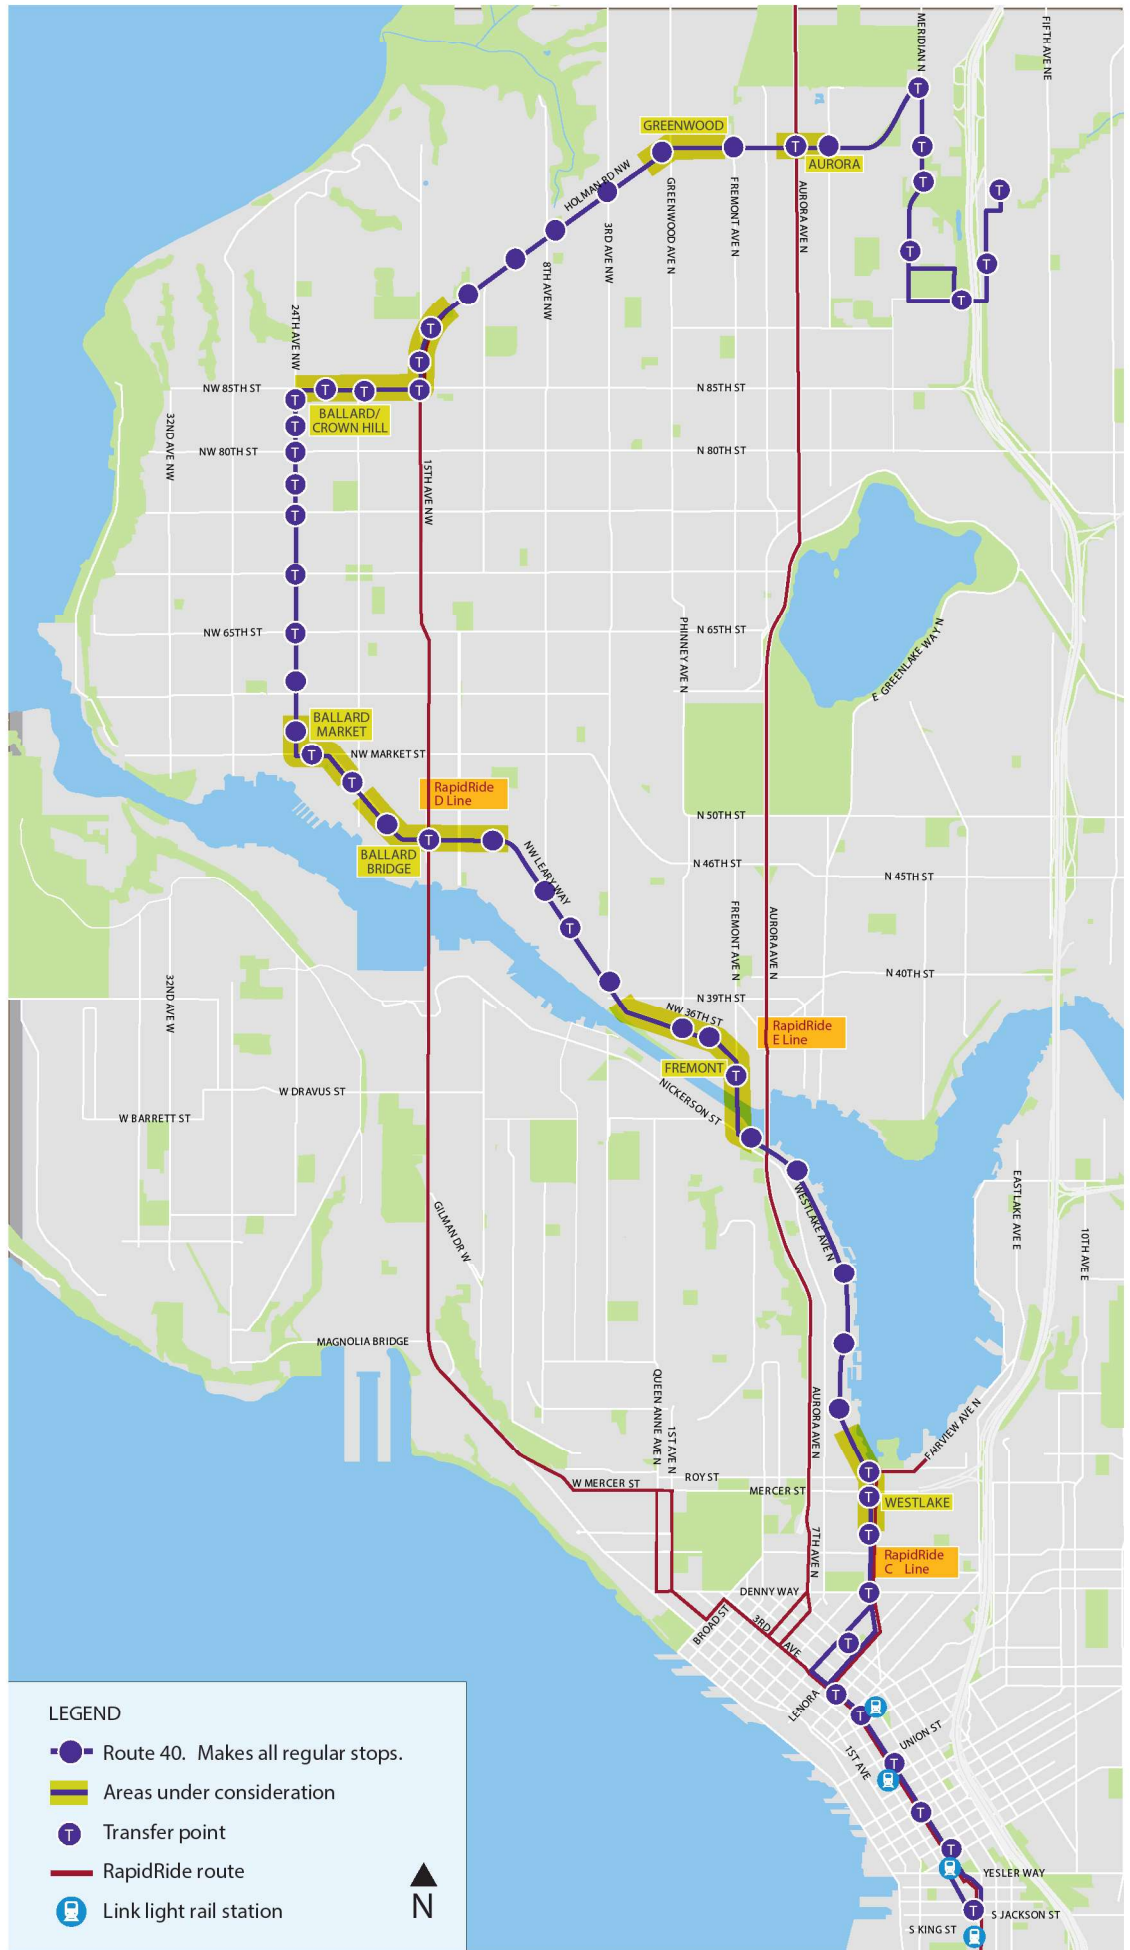 MERIDIAN N
FIFTH AVE NE
GREENWOOD
AURORA
HOLMAN RD NW
GREENWOOD AVE N
FREMONT AVE N
AURORA AVE N
3RD AVE NW
8TH AVE NW
24TH AVE NW
NW 85TH ST
N 85TH ST
BALLARD/
CROWN HILL
32ND AVE NW
NW 80TH ST
N 80TH ST
15TH AVE NW
NW 65TH ST
N 65TH ST
PHINNEY AVE N
E GREENLAKE WAY N
BALLARD
MARKET
NW MARKET ST
RapidRide
D Line
N 50TH ST
BALLARD
BRIDGE
NW LEARY WAY
N 46TH ST
N 45TH ST
FREMONT AVE N
AURORA AVE N
32ND AVE W
N 40TH ST
N 39TH ST
NW 36TH ST
RapidRide
E Line
FREMONT
NICKERSON ST
W DRAVUS ST
W BARRETT ST
WESTLAKE AVE N
EASTLAKE AVE E
10TH AVE E
GILMAN DR W
MAGNOLIA BRIDGE
QUEEN ANNE AVE N
1ST AVE N
AURORA AVE N
FAIRVIEW AVE N
ROY ST
W MERCER ST
MERCER ST
WESTLAKE
7TH AVE N
RapidRide
C Line
DENNY WAY
BROAD ST
3RD AVE
LENORA
UNION ST
1ST AVE
YESLER WAY
S JACKSON ST
S KING ST
LEGEND
Route 40. Makes all regular stops.
Areas under consideration
T Transfer point
RapidRide route
Link light rail station
N